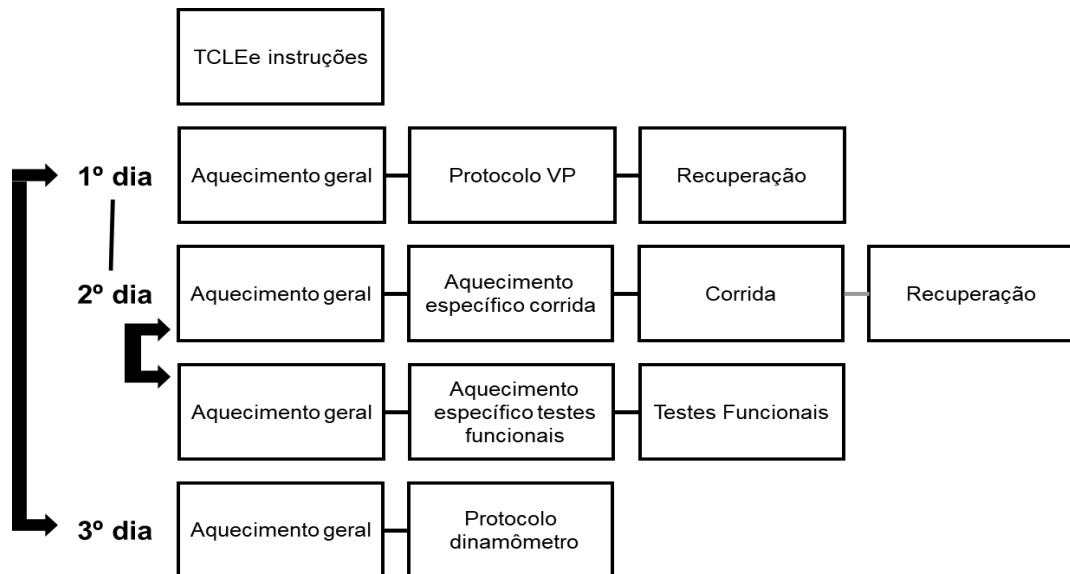 TCLEe instruções
1º dia
Aquecimento geral
Protocolo VP
Recuperação
2º dia
Aquecimento geral
Aquecimento
específico corrida
Corrida
Recuperação
Aquecimento geral
Aquecimento
específico testes
funcionais
Testes Funcionais
3º dia
Aquecimento geral
Protocolo
dinamômetro